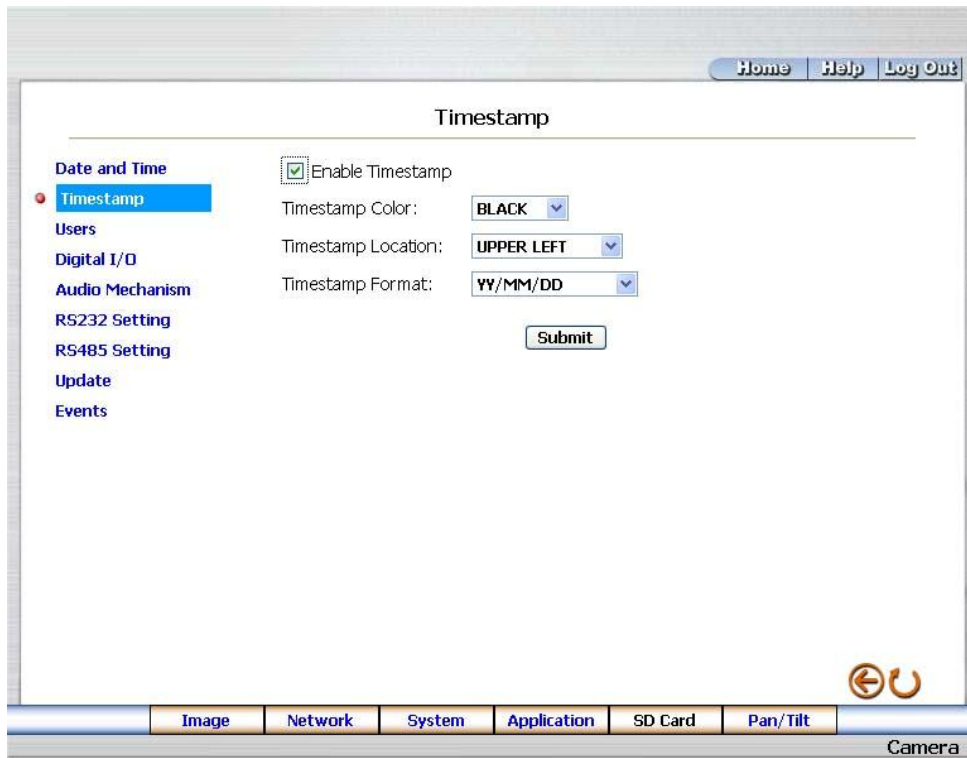 Home Help Log Out
Timestamp
Date and Time
Timestamp
Users
Digital I/O
Audio Mechanism
RS232 Setting
RS485 Setting
Update
Events
Enable Timestamp
Timestamp Color: BLACK
Timestamp Location: UPPER LEFT
Timestamp Format: YY/MM/DD
Submit
Image Network System Application SD Card Pan/Tilt
Camera